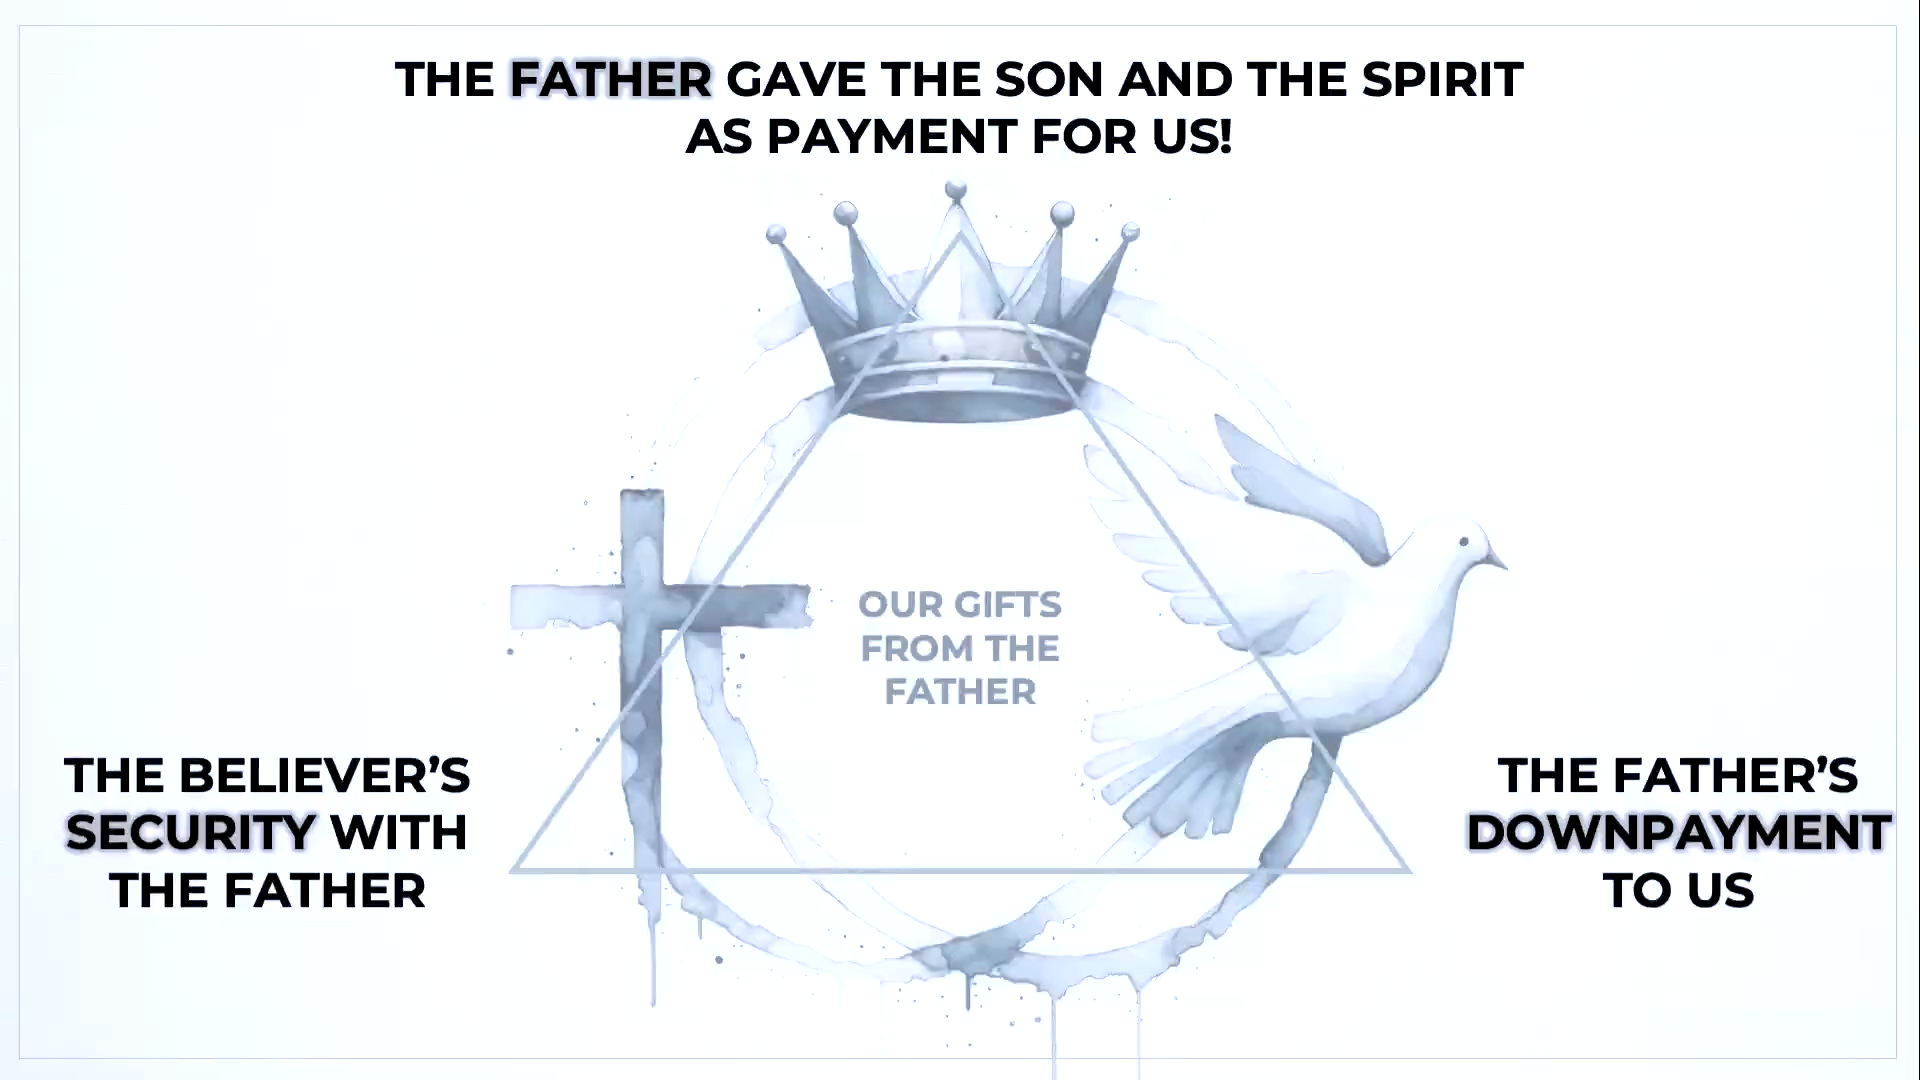 THE FATHER GAVE THE SON AND THE SPIRIT
AS PAYMENT FOR US!
OUR GIFTS
FROM THE
FATHER
THE BELIEVER’S
SECURITY WITH
THE FATHER
THE FATHER’S
DOWNPAYMENT
TO US